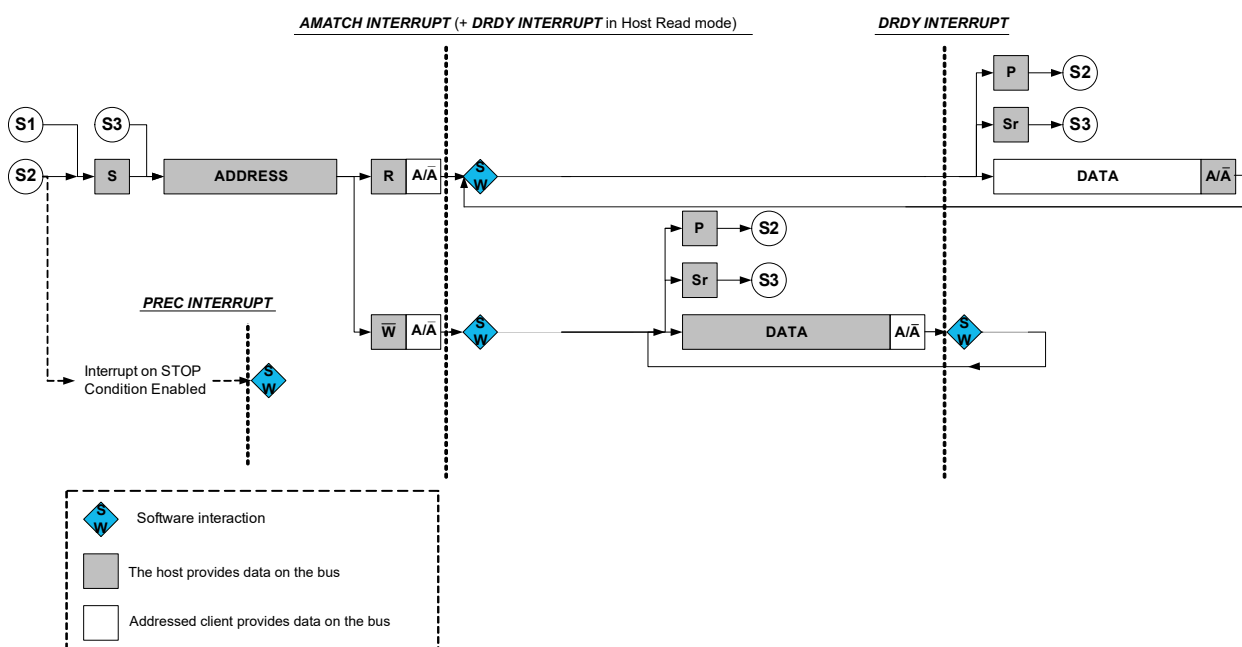 AMATCH INTERRUPT (+ DRDY INTERRUPT in Host Read mode)
DRDY INTERRUPT
P
S2
S1
S3
Sr
S3
S2
S
ADDRESS
R
A/A̅
S
W
DATA
A/A̅
P
S2
Sr
S3
PREC INTERRUPT
W̅
A/A̅
S
W
DATA
A/A̅
S
W
Interrupt on STOP
Condition Enabled
S
W
S
W
Software interaction
The host provides data on the bus
Addressed client provides data on the bus